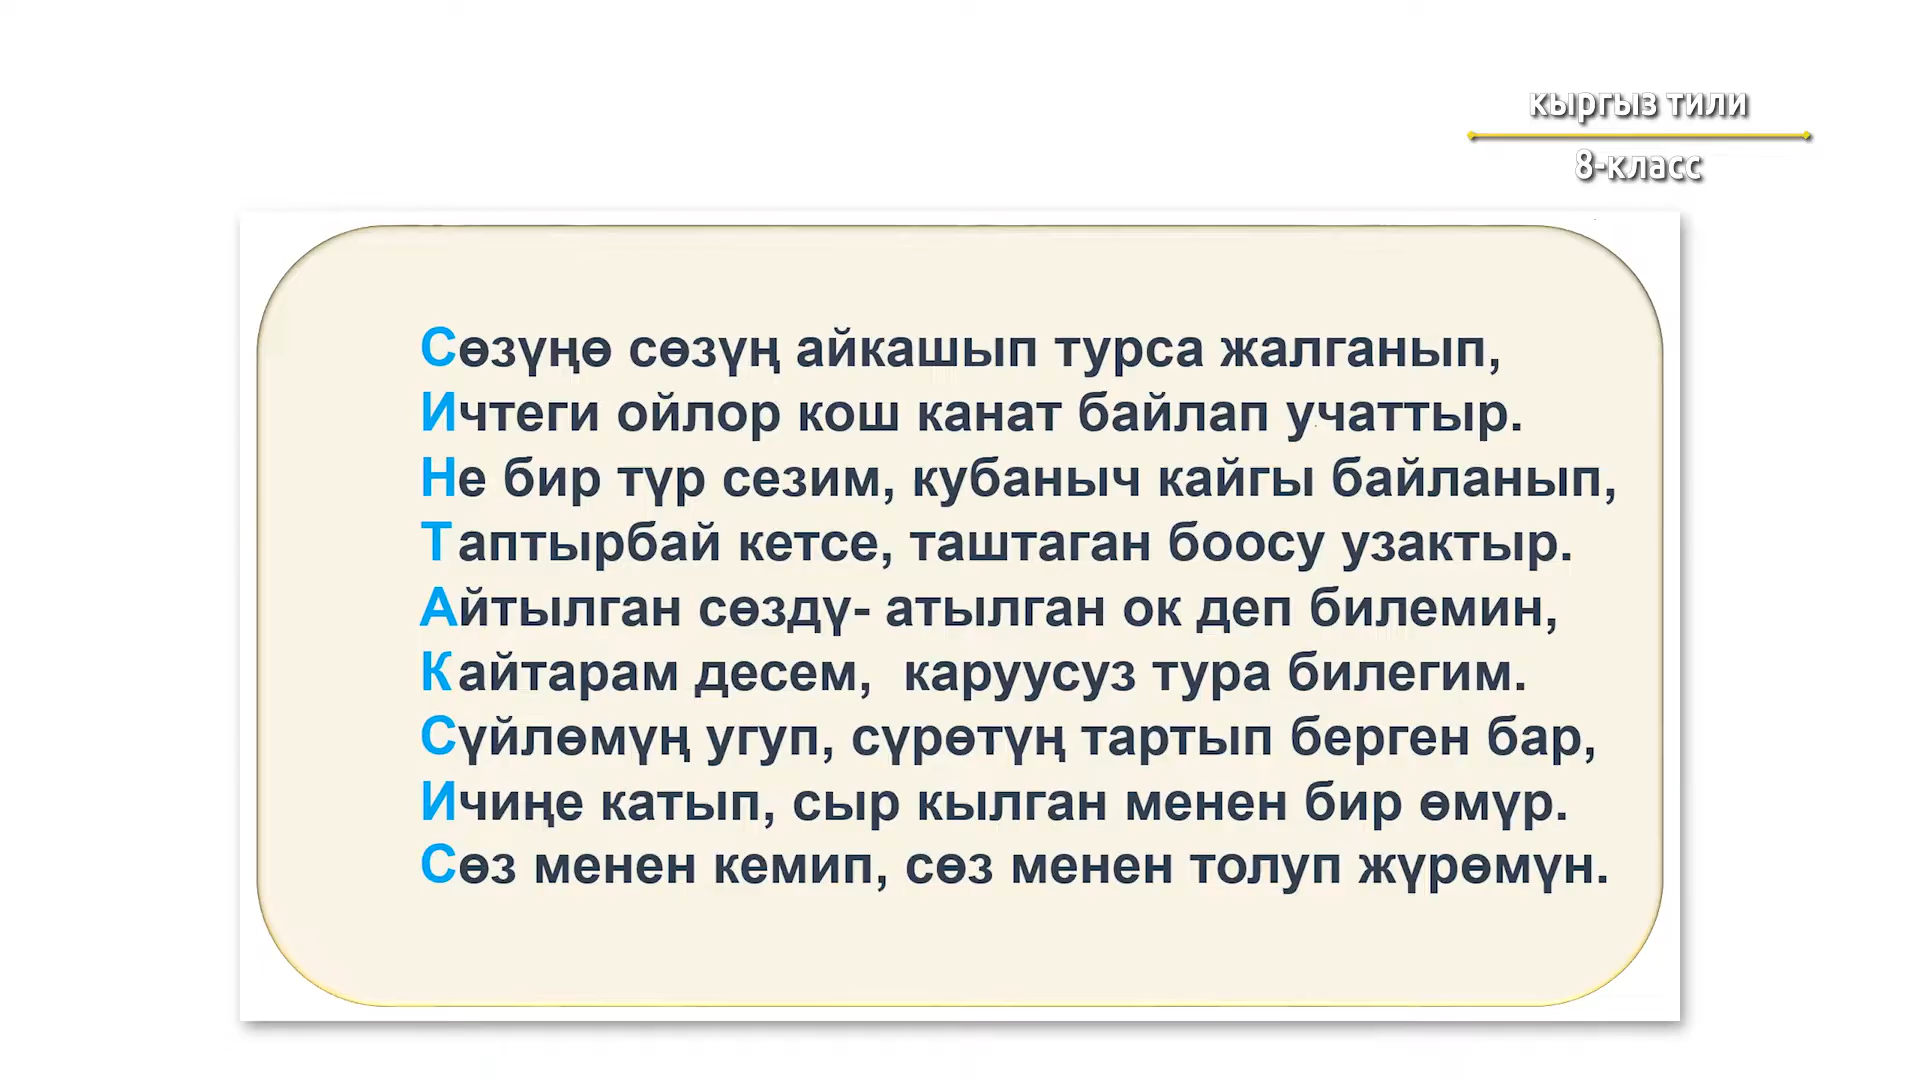 кыргыз тили
8-класс
Сөзүңө сөзүң айкашып турса жалганып,
Ичтеги ойлор кош канат байлап учаттыр.
Не бир түр сезим, кубаныч кайгы байланып,
Таптырбай кетсе, таштаган боосу узактыр.
Айтылган сөздү- атылган ок деп билемин,
Кайтарам десем, каруусуз тура билегим.
Сүйлөмүң угуп, сүрөтүң тартып берген бар,
Ичиңе катып, сыр кылган менен бир өмүр.
Сөз менен кемип, сөз менен толуп жүрөмүн.